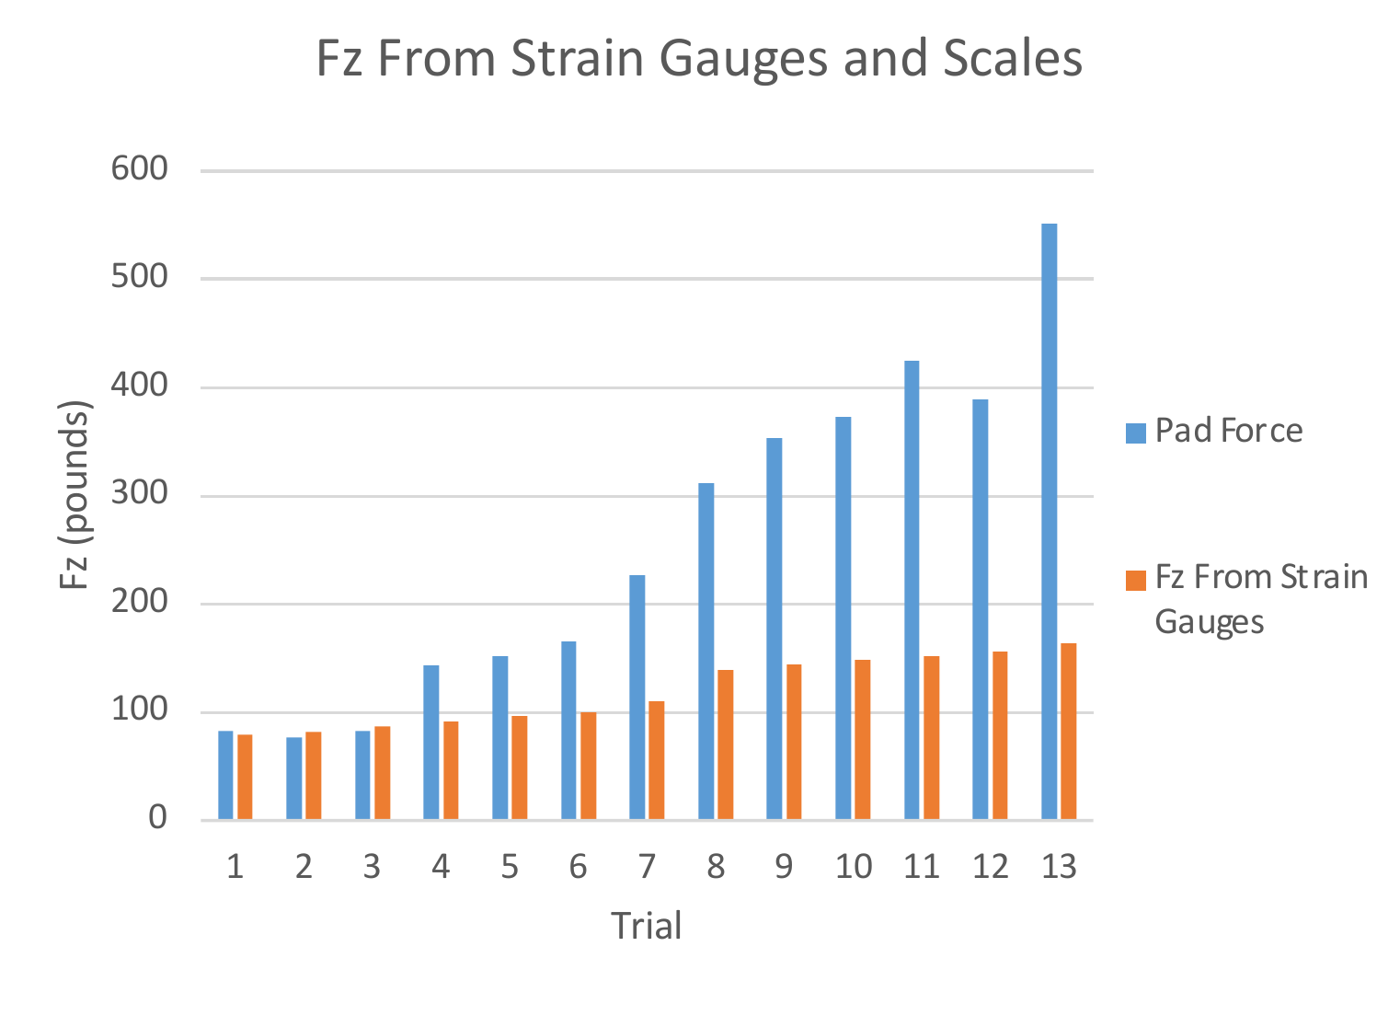 Fz From Strain Gauges and Scales
600
500
400
300
200
100
0
Fz (pounds)
1 2 3 4 5 6 7 8 9 10 11 12 13
Trial
Pad Force
Fz From Strain
Gauges